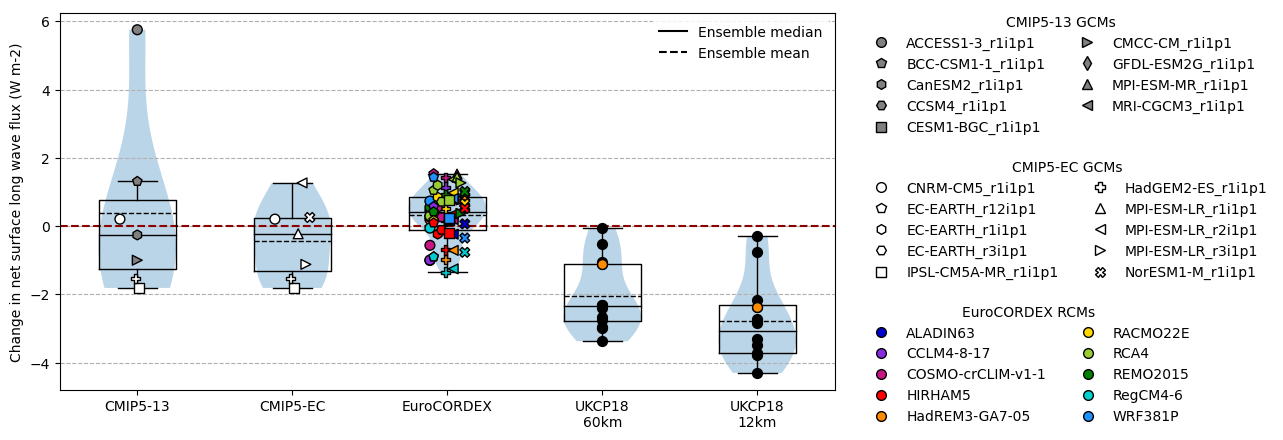 Change in net surface long wave flux (W m-2)
6
4
2
0
−2
−4
Ensemble median
Ensemble mean
CMIP5-13
CMIP5-EC
EuroCORDEX
UKCP18
60km
UKCP18
12km
CMIP5-13 GCMs
ACCESS1-3_r1i1p1
BCC-CSM1-1_r1i1p1
CanESM2_r1i1p1
CCSM4_r1i1p1
CESM1-BGC_r1i1p1
CMCC-CM_r1i1p1
GFDL-ESM2G_r1i1p1
MPI-ESM-MR_r1i1p1
MRI-CGCM3_r1i1p1
CMIP5-EC GCMs
CNRM-CM5_r1i1p1
EC-EARTH_r12i1p1
EC-EARTH_r1i1p1
EC-EARTH_r3i1p1
IPSL-CM5A-MR_r1i1p1
HadGEM2-ES_r1i1p1
MPI-ESM-LR_r1i1p1
MPI-ESM-LR_r2i1p1
MPI-ESM-LR_r3i1p1
NorESM1-M_r1i1p1
EuroCORDEX RCMs
ALADIN63
CCLM4-8-17
COSMO-crCLIM-v1-1
HIRHAM5
HadREM3-GA7-05
RACMO22E
RCA4
REMO2015
RegCM4-6
WRF381P